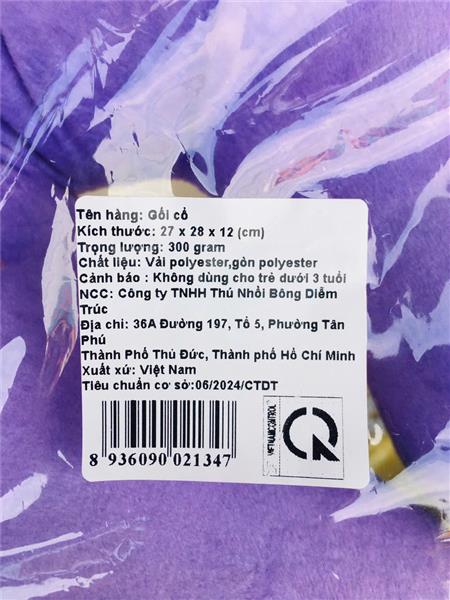 Tên hàng: Gối cổ
Kích thước: 27 x 28 x 12 (cm)
Trọng lượng: 300 gram
Chất liệu: Vải polyester,gòn polyester
Cảnh báo : Không dùng cho trẻ dưới 3 tuổi
NCC: Công ty TNHH Thú Nhồi Bông Diễm
Trúc
Địa chỉ: 36A Đường 197, Tổ 5, Phường Tân
Phú
Thành Phố Thủ Đức, Thành phố Hồ Chí Minh
Xuất xứ: Việt Nam
Tiêu chuẩn cơ sở:06/2024/CTDT
VIETNAMCONTROL
8 936090 021347